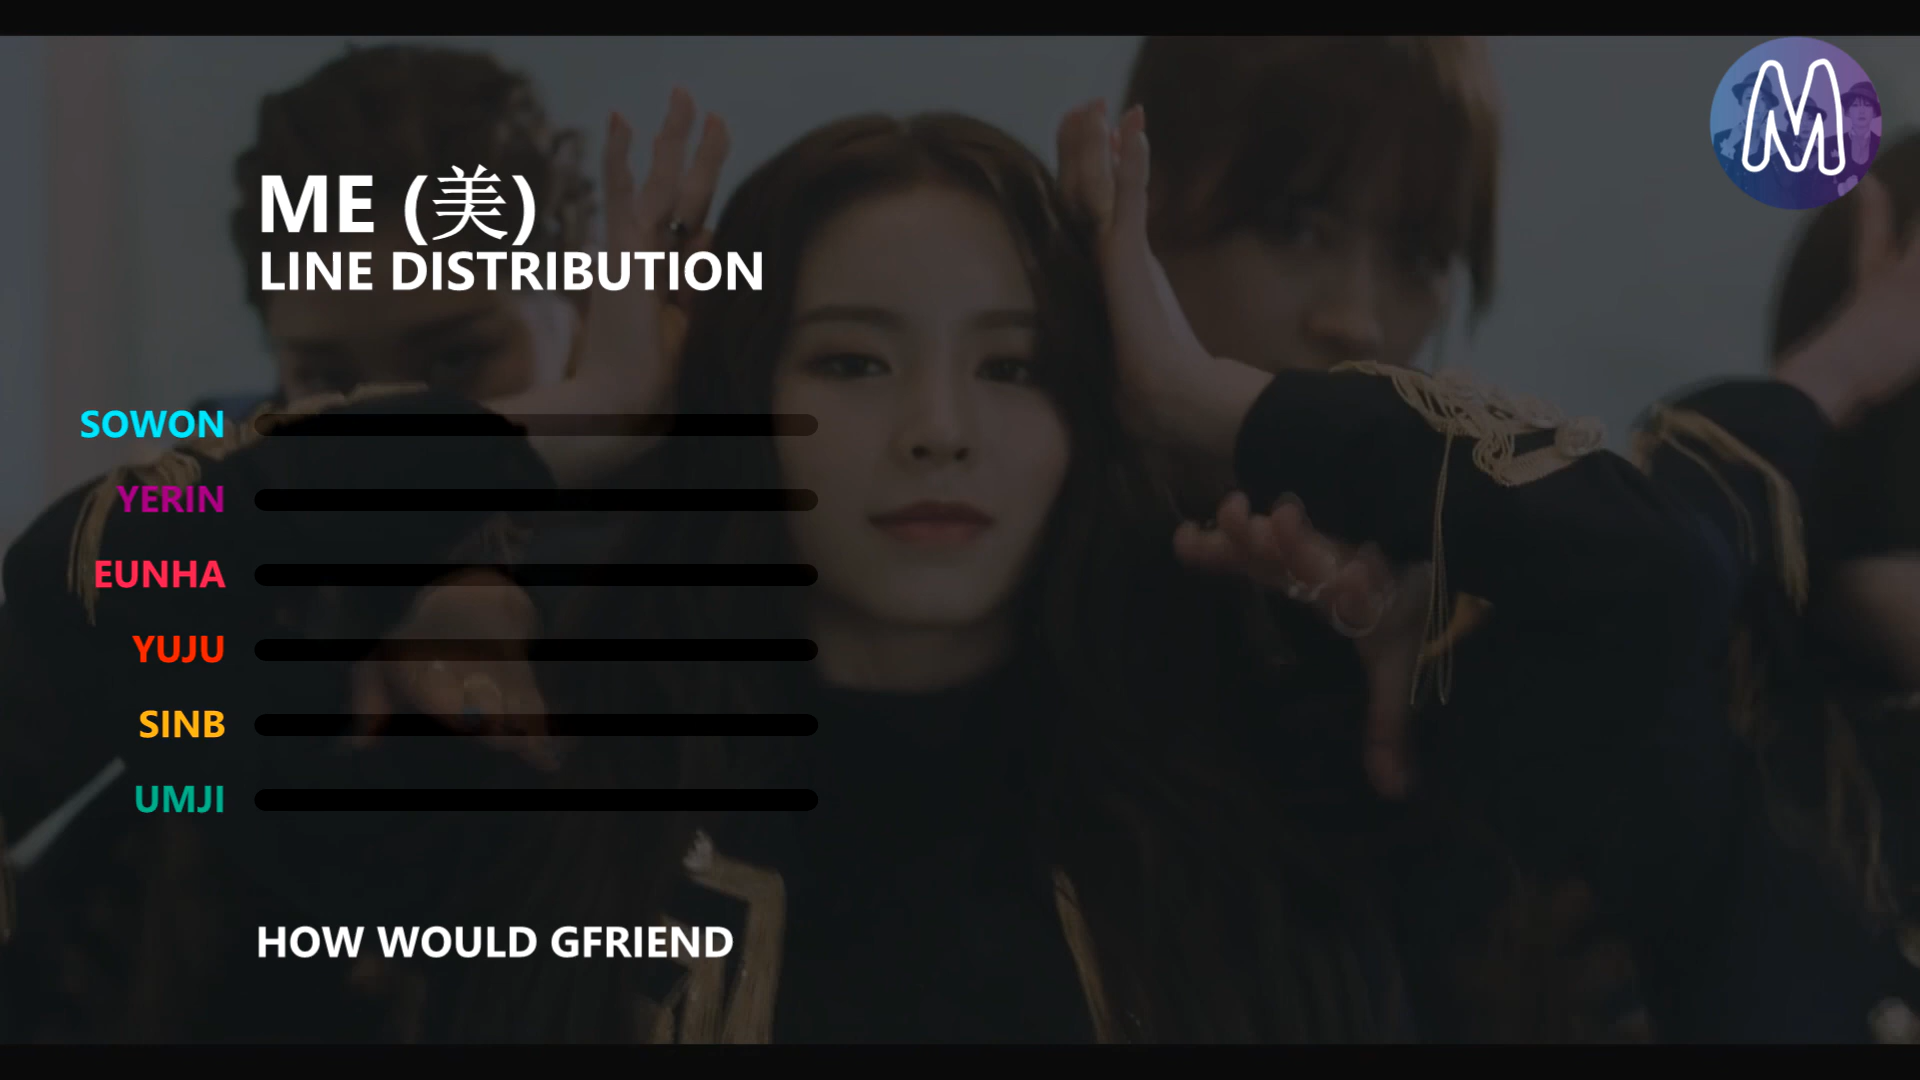 M
ME (美)
LINE DISTRIBUTION
SOWON
YERIN
EUNHA
YUJU
SINB
UMJI
HOW WOULD GFRIEND